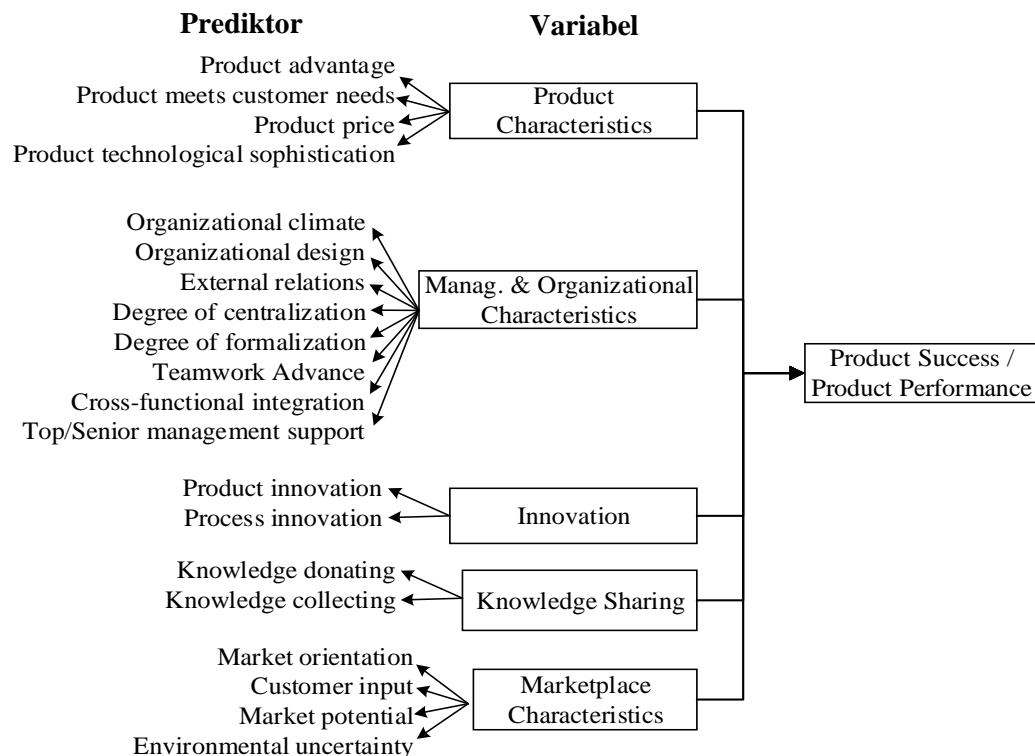 Prediktor
Variabel
Product advantage
Product meets customer needs
Product price
Product technological sophistication
Product
Characteristics
Organizational climate
Organizational design
External relations
Degree of centralization
Degree of formalization
Teamwork Advance
Cross-functional integration
Top/Senior management support
Manag. & Organizational
Characteristics
Product Success /
Product Performance
Product innovation
Process innovation
Innovation
Knowledge donating
Knowledge collecting
Knowledge Sharing
Market orientation
Customer input
Market potential
Environmental uncertainty
Marketplace
Characteristics